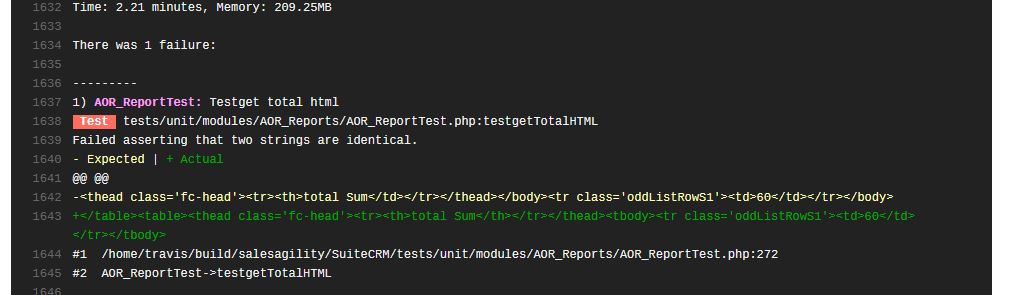 1632 Time: 2.21 minutes, Memory: 209.25MB
1633
1634 There was 1 failure:
1635
1636 ---------
1637 1) AOR_ReportTest: Testget total html
1638 Test tests/unit/modules/AOR_Reports/AOR_ReportTest.php:testgetTotalHTML
1639 Failed asserting that two strings are identical.
1640 - Expected | + Actual
1641 @@ @@
1642 -<thead class='fc-head'><tr><th>total Sum</td></tr></thead></body><tr class='oddListRowS1'><td>60</td></tr></body>
1643 +</table><table><thead class='fc-head'><tr><th>total Sum</th></tr></thead><tbody><tr class='oddListRowS1'><td>60</td>
</tr></tbody>
1644 #1 /home/travis/build/salesagility/SuiteCRM/tests/unit/modules/AOR_Reports/AOR_ReportTest.php:272
1645 #2 AOR_ReportTest->testgetTotalHTML
1646